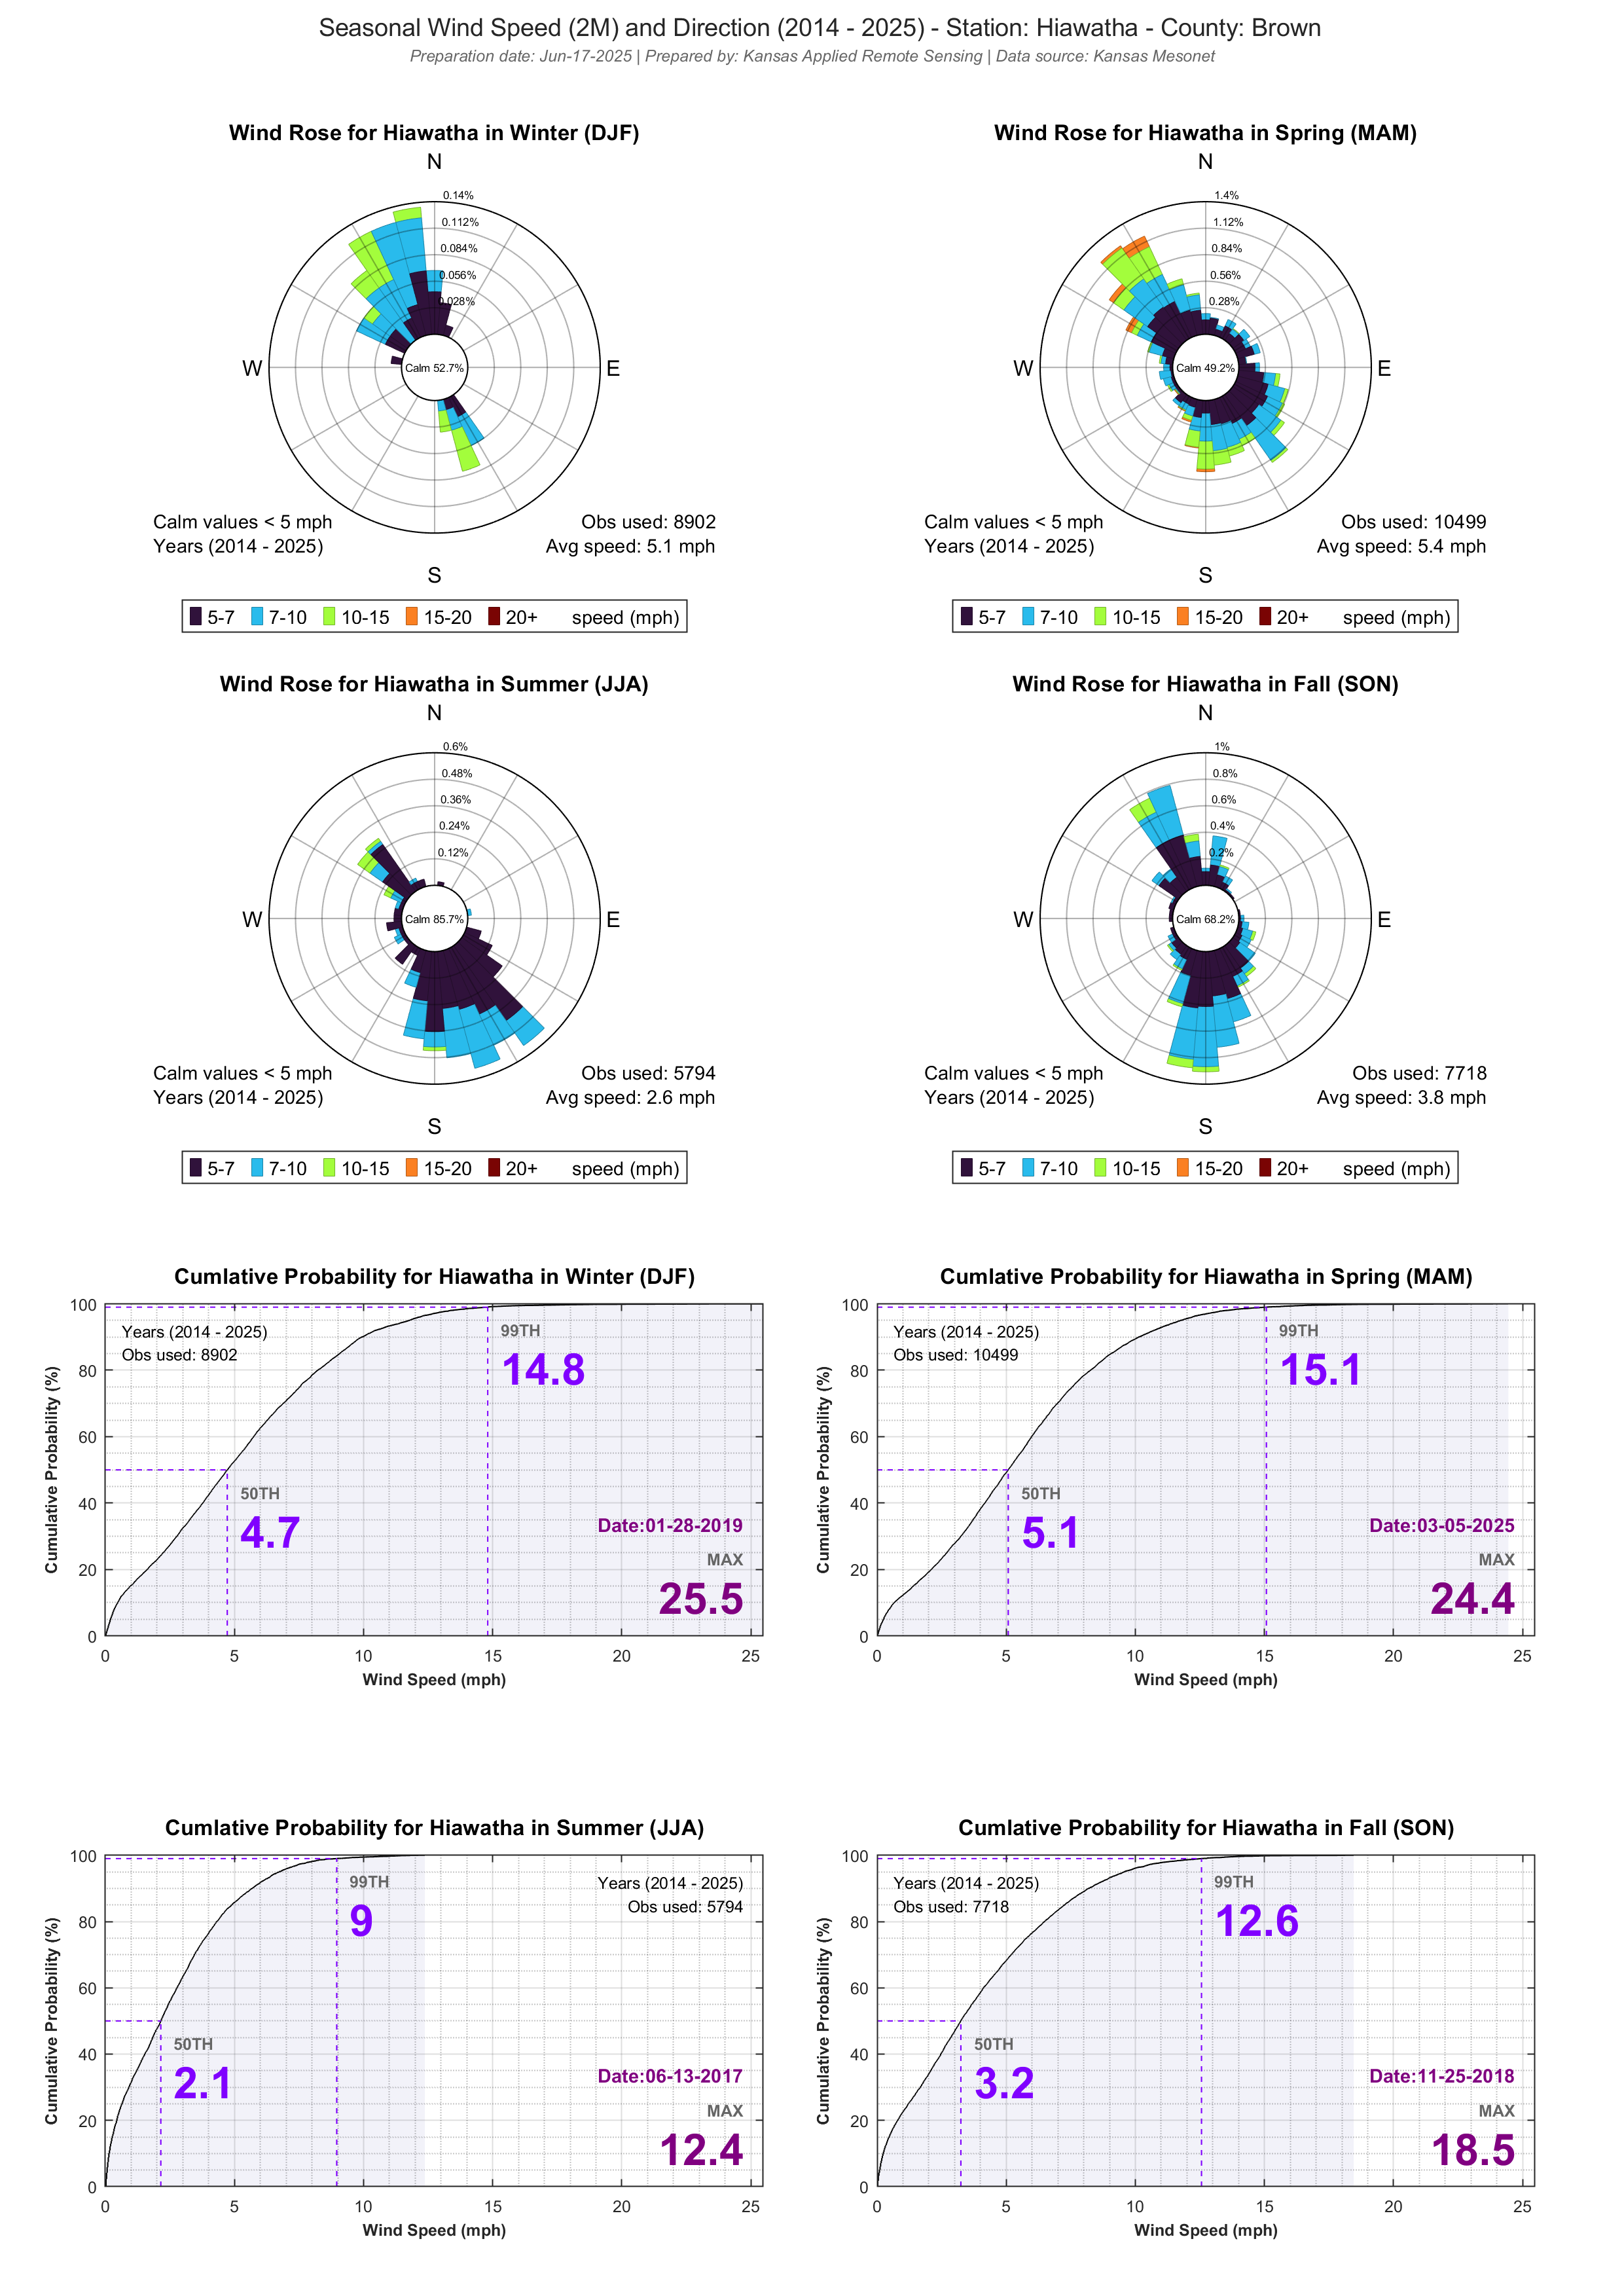 Seasonal Wind Speed (2M) and Direction (2014 - 2025) - Station: Hiawatha - County: Brown
Preparation date: Jun-17-2025 | Prepared by: Kansas Applied Remote Sensing | Data source: Kansas Mesonet
Wind Rose for Hiawatha in Winter (DJF)
N
0.14%
0.112%
0.084%
0.056%
0.028%
W
Calm 52.7%
E
Calm values < 5 mph
Years (2014 - 2025)
Obs used: 8902
Avg speed: 5.1 mph
S
5-7 7-10 10-15 15-20 20+ speed (mph)
Wind Rose for Hiawatha in Spring (MAM)
N
1.4%
1.12%
0.84%
0.56%
0.28%
W
Calm 49.2%
E
Calm values < 5 mph
Years (2014 - 2025)
Obs used: 10499
Avg speed: 5.4 mph
S
5-7 7-10 10-15 15-20 20+ speed (mph)
Wind Rose for Hiawatha in Summer (JJA)
N
0.6%
0.48%
0.36%
0.24%
0.12%
W
Calm 85.7%
E
Calm values < 5 mph
Years (2014 - 2025)
Obs used: 5794
Avg speed: 2.6 mph
S
5-7 7-10 10-15 15-20 20+ speed (mph)
Wind Rose for Hiawatha in Fall (SON)
N
1%
0.8%
0.6%
0.4%
0.2%
W
Calm 68.2%
E
Calm values < 5 mph
Years (2014 - 2025)
Obs used: 7718
Avg speed: 3.8 mph
S
5-7 7-10 10-15 15-20 20+ speed (mph)
Cumlative Probability for Hiawatha in Winter (DJF)
Cumulative Probability (%)
100
80
60
40
20
0
Years (2014 - 2025)
Obs used: 8902
99TH
14.8
50TH
4.7
Date:01-28-2019
MAX
25.5
0 5 10 15 20 25
Wind Speed (mph)
Cumlative Probability for Hiawatha in Spring (MAM)
Cumulative Probability (%)
100
80
60
40
20
0
Years (2014 - 2025)
Obs used: 10499
99TH
15.1
50TH
5.1
Date:03-05-2025
MAX
24.4
0 5 10 15 20 25
Wind Speed (mph)
Cumlative Probability for Hiawatha in Summer (JJA)
Cumulative Probability (%)
100
80
60
40
20
0
99TH
9
Years (2014 - 2025)
Obs used: 5794
50TH
2.1
Date:06-13-2017
MAX
12.4
0 5 10 15 20 25
Wind Speed (mph)
Cumlative Probability for Hiawatha in Fall (SON)
Cumulative Probability (%)
100
80
60
40
20
0
Years (2014 - 2025)
Obs used: 7718
99TH
12.6
50TH
3.2
Date:11-25-2018
MAX
18.5
0 5 10 15 20 25
Wind Speed (mph)